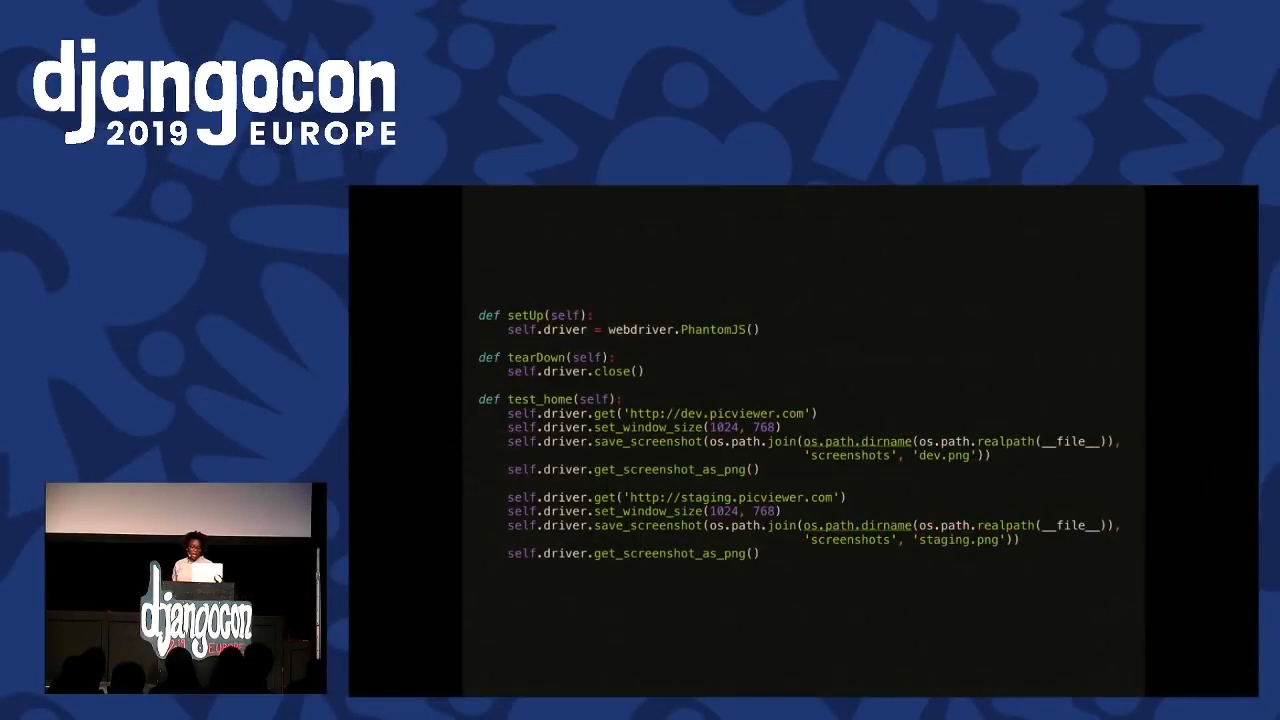 djangocon
2019 EUROPE
def setUp(self):
    self.driver = webdriver.PhantomJS()
def tearDown(self):
    self.driver.close()
def test_home(self):
    self.driver.get('http://dev.picviewer.com')
    self.driver.set_window_size(1024, 768)
    self.driver.save_screenshot(os.path.join(os.path.dirname(os.path.realpath(__file__)),
                                             'screenshots', 'dev.png'))
    self.driver.get_screenshot_as_png()
    self.driver.get('http://staging.picviewer.com')
    self.driver.set_window_size(1024, 768)
    self.driver.save_screenshot(os.path.join(os.path.dirname(os.path.realpath(__file__)),
                                             'screenshots', 'staging.png'))
    self.driver.get_screenshot_as_png()
djangocon
EUROPE